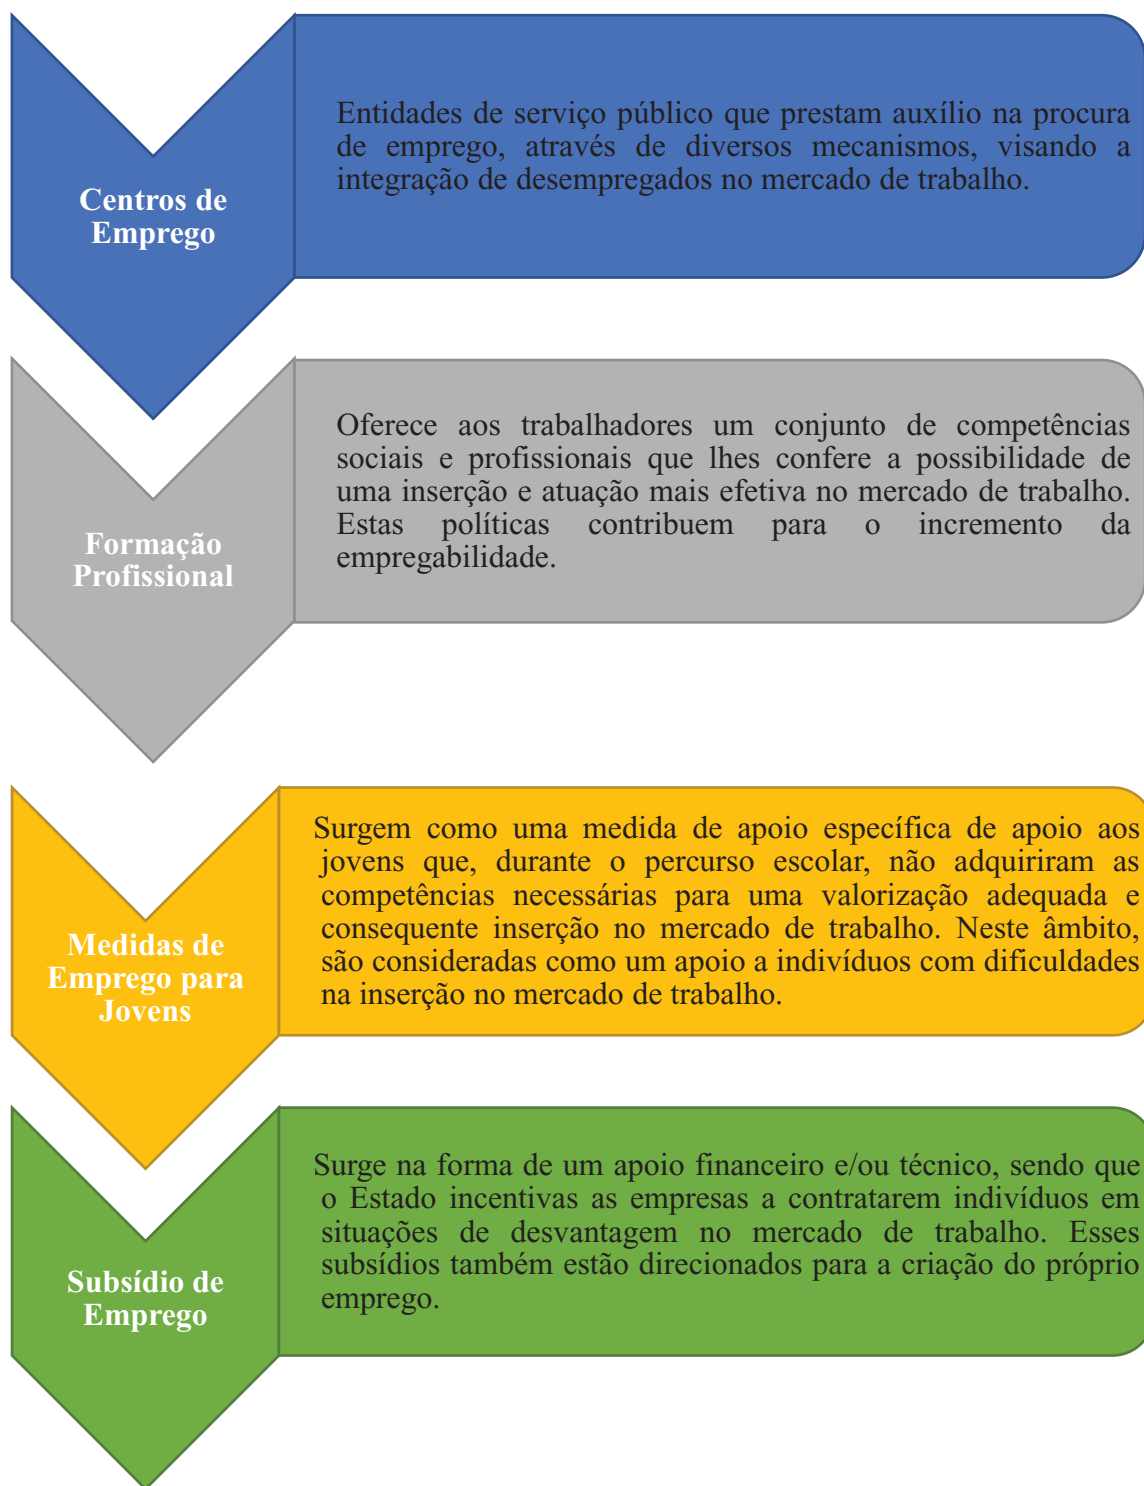 Centros de
Emprego
Entidades de serviço público que prestam auxílio na procura
de emprego, através de diversos mecanismos, visando a
integração de desempregados no mercado de trabalho.
Formação
Profissional
Oferece aos trabalhadores um conjunto de competências
sociais e profissionais que lhes confere a possibilidade de
uma inserção e atuação mais efetiva no mercado de trabalho.
Estas políticas contribuem para o incremento da
empregabilidade.
Medidas de
Emprego para
Jovens
Surgem como uma medida de apoio específica de apoio aos
jovens que, durante o percurso escolar, não adquiriram as
competências necessárias para uma valorização adequada e
consequente inserção no mercado de trabalho. Neste âmbito,
são consideradas como um apoio a indivíduos com dificuldades
na inserção no mercado de trabalho.
Subsídio de
Emprego
Surge na forma de um apoio financeiro e/ou técnico, sendo que
o Estado incentivas as empresas a contratarem indivíduos em
situações de desvantagem no mercado de trabalho. Esses
subsídios também estão direcionados para a criação do próprio
emprego.